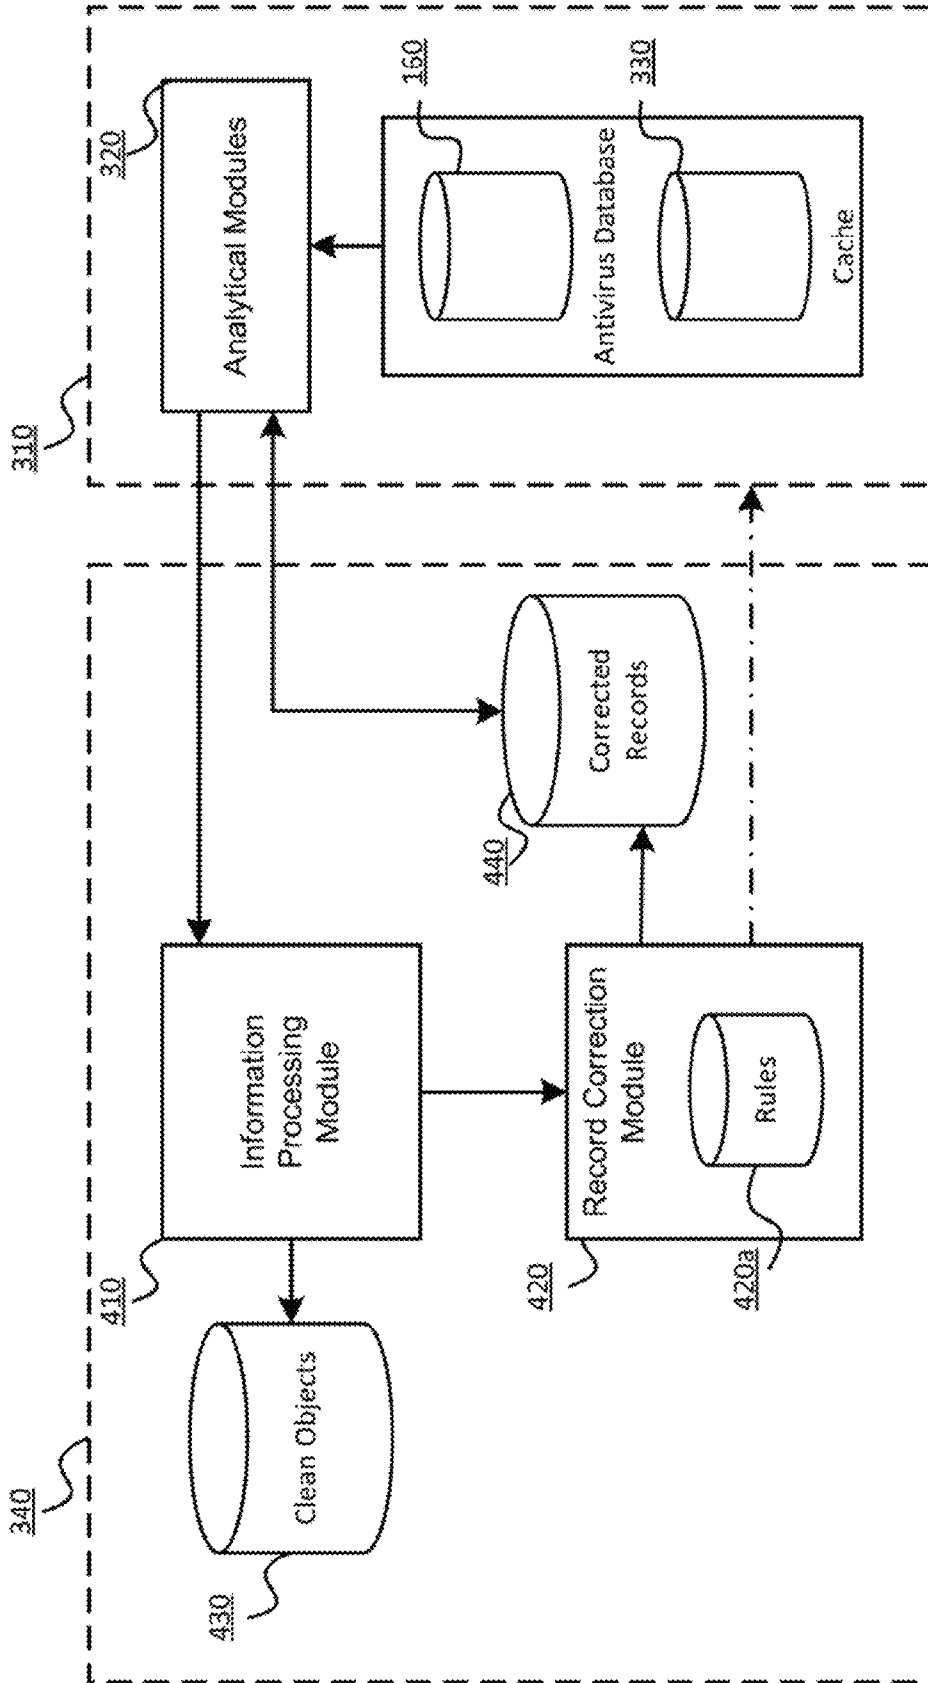 340
310
430
Clean Objects
410
Information
Processing
Module
320
Analytical Modules
440
Corrected
Records
420
Record Correction
Module
420a
Rules
160
Antivirus Database
330
Cache